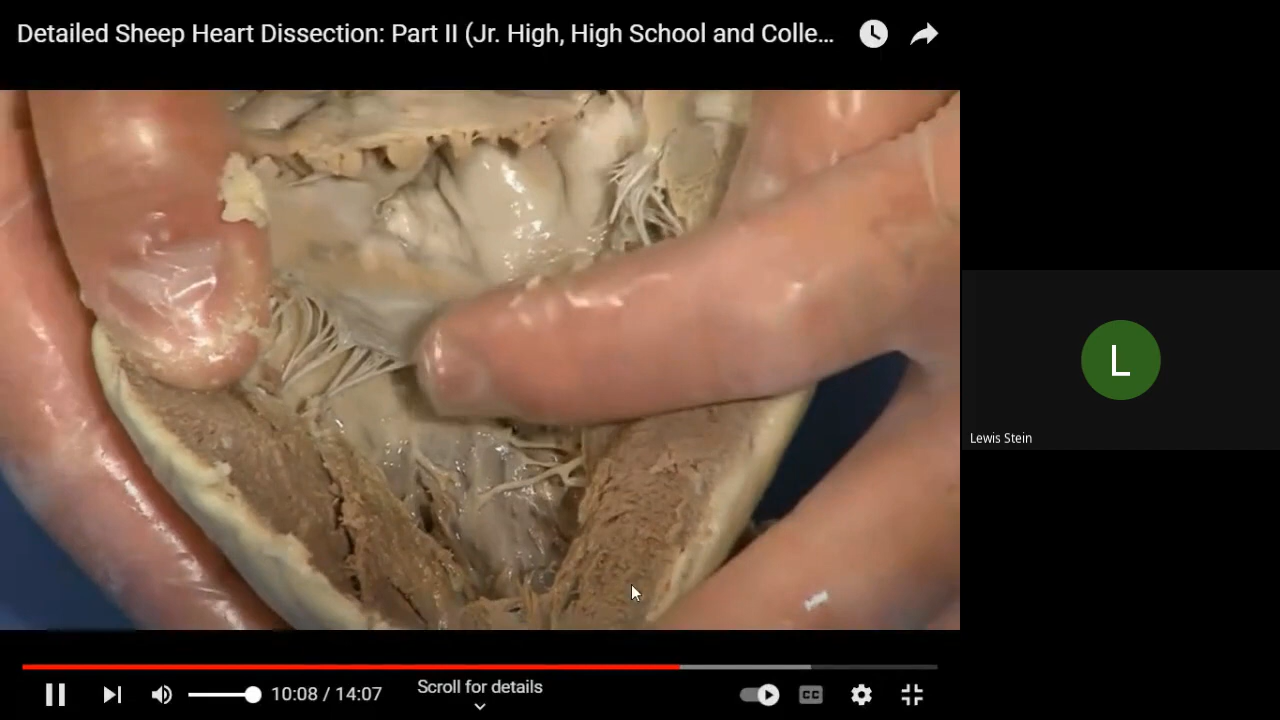 Detailed Sheep Heart Dissection: Part II (Jr. High, High School and Colle...
L
Lewis Stein
10:08 / 14:07
Scroll for details
CC